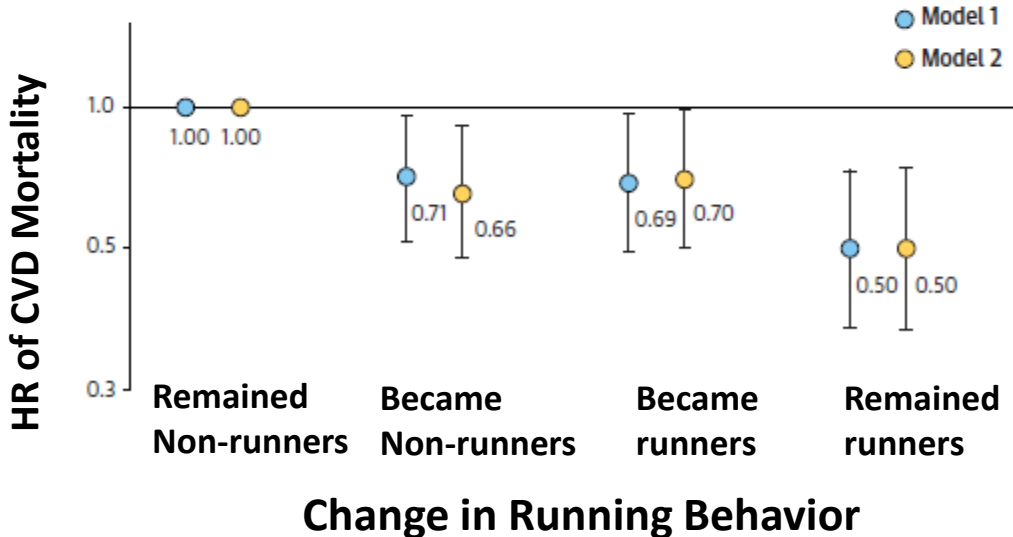 Model 1
Model 2
HR of CVD Mortality
1.0
0.5
0.3
1.00 1.00
0.71
0.66
0.69
0.70
0.50
0.50
Remained
Non-runners
Became
Non-runners
Became
runners
Remained
runners
Change in Running Behavior